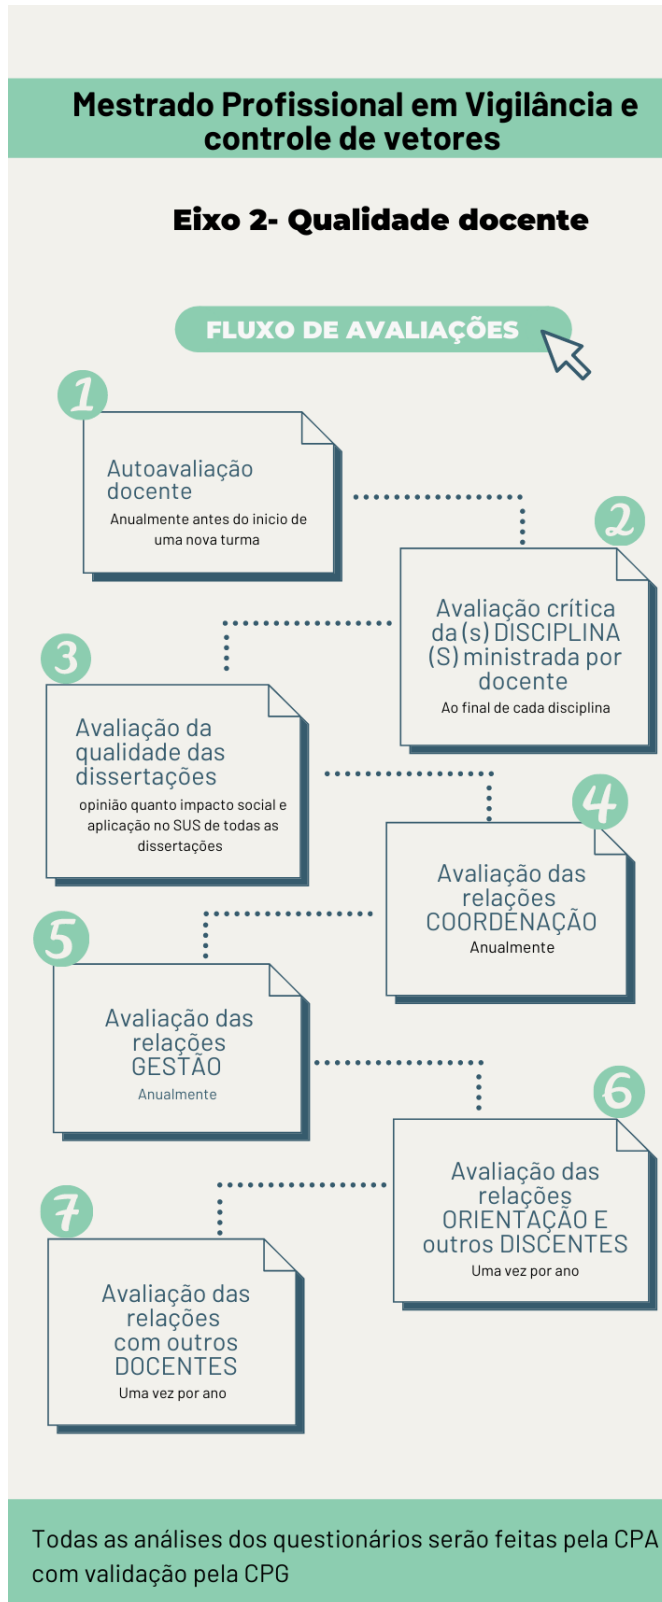 Mestrado Profissional em Vigilância e
controle de vetores
Eixo 2- Qualidade docente
FLUXO DE AVALIAÇÕES
1
Autoavaliação
docente
Anualmente antes do inicio de
uma nova turma
2
Avaliação crítica
da (s) DISCIPLINA
(S) ministrada por
docente
Ao final de cada disciplina
3
Avaliação da
qualidade das
dissertações
opinião quanto impacto social e
aplicação no SUS de todas as
dissertações
4
Avaliação das
relações
COORDENAÇÃO
Anualmente
5
Avaliação das
relações
GESTÃO
Anualmente
6
Avaliação das
relações
ORIENTAÇÃO E
outros DISCENTES
Uma vez por ano
7
Avaliação das
relações
com outros
DOCENTES
Uma vez por ano
Todas as análises dos questionários serão feitas pela CPA
com validação pela CPG